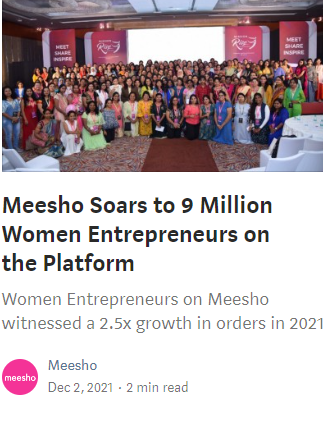 MEET
SHARE
INSPIRE
MEET
SHARE
INSPIRE
Meesho Soars to 9 Million
Women Entrepreneurs on
the Platform
Women Entrepreneurs on Meesho
witnessed a 2.5x growth in orders in 2021
meesho
Meesho
Dec 2, 2021 · 2 min read